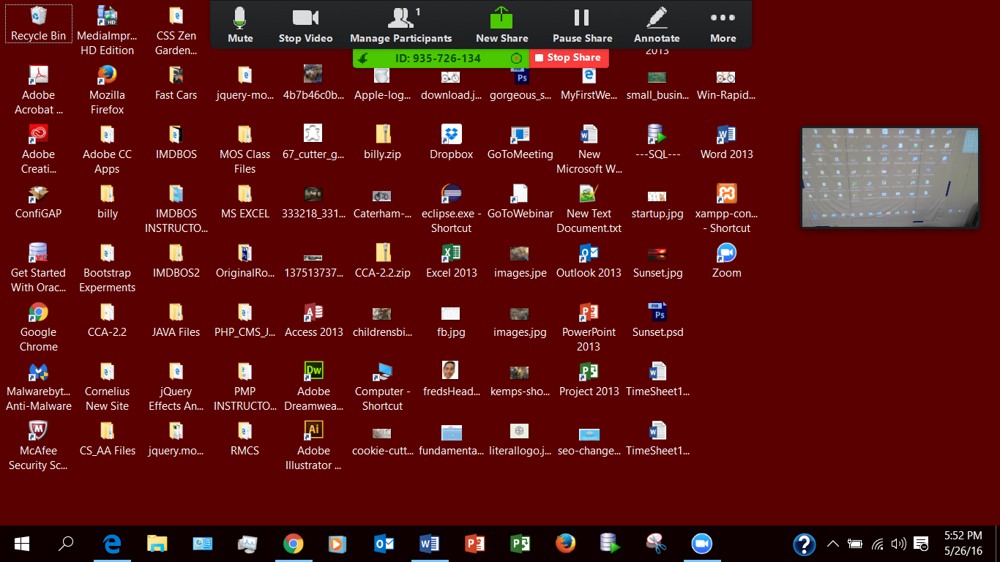 Mute
Stop Video
Manage Participants
1
New Share
Pause Share
Annotate
More
ID: 935-726-134
Stop Share
2013
Recycle Bin
MediaImpr...
HD Edition
CSS Zen
Garden...
Adobe
Acrobat ...
Mozilla
Firefox
Fast Cars
jquery-mo...
4b7b46c0b...
Apple-log...
download.j...
gorgeous_s...
MyFirstWe...
small_busin...
Win-Rapid...
Adobe
Creati...
Adobe CC
Apps
IMDBOS
MOS Class
Files
67_cutter_g...
billy.zip
Dropbox
GoToMeeting
New
Microsoft W...
---SQL---
Word 2013
ConfiGAP
billy
IMDBOS
INSTRUCTO...
MS EXCEL
333218_331...
Caterham-...
eclipse.exe -
Shortcut
GoToWebinar
New Text
Document.txt
startup.jpg
xampp-con...
- Shortcut
Get Started
With Orac...
Bootstrap
Experments
IMDBOS2
OriginalRo...
137513737...
CCA-2.2.zip
Excel 2013
images.jpe
Outlook 2013
Sunset.jpg
Zoom
Google
Chrome
CCA-2.2
JAVA Files
PHP_CMS_J...
Access 2013
childrensbi...
fb.jpg
images.jpg
PowerPoint
2013
Sunset.psd
Malwarebyt...
Anti-Malware
Cornelius
New Site
jQuery
Effects An...
PMP
INSTRUCTO...
Adobe
Dreamwea...
Computer -
Shortcut
fredsHead...
kemps-sho...
Project 2013
TimeSheet1...
McAfee
Security Sc...
CS_AA Files
jquery.mo...
RMCS
Adobe
Illustrator ...
cookie-cutt...
fundamenta...
literallogo.j...
seo-change...
TimeSheet1...
5:52 PM
5/26/16